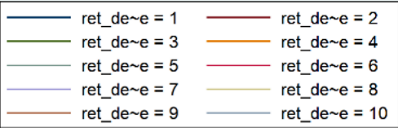 ret_de~e = 1 ret_de~e = 2
ret_de~e = 3 ret_de~e = 4
ret_de~e = 5 ret_de~e = 6
ret_de~e = 7 ret_de~e = 8
ret_de~e = 9 ret_de~e = 10